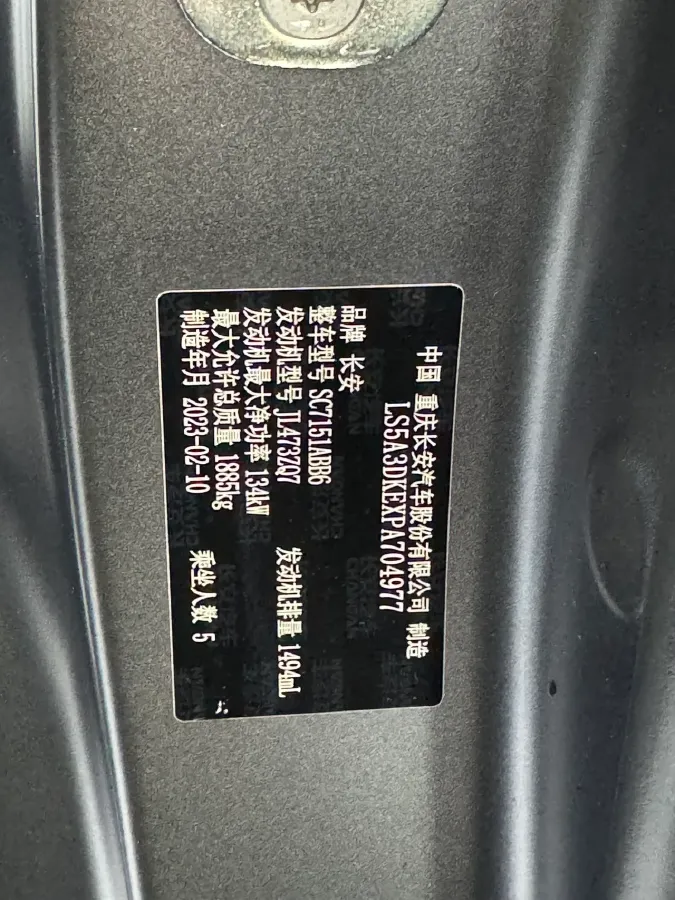 中国 重庆长安汽车股份有限公司 制造
LS5A3DKEXPA704977
品牌 长安
整车型号 SC7151ABB6
发动机型号 JL473ZQ7 发动机排量 1494mL
发动机最大净功率 134kW
最大允许总质量 1885kg
制造年月 2023-02-10 乘坐人数 5